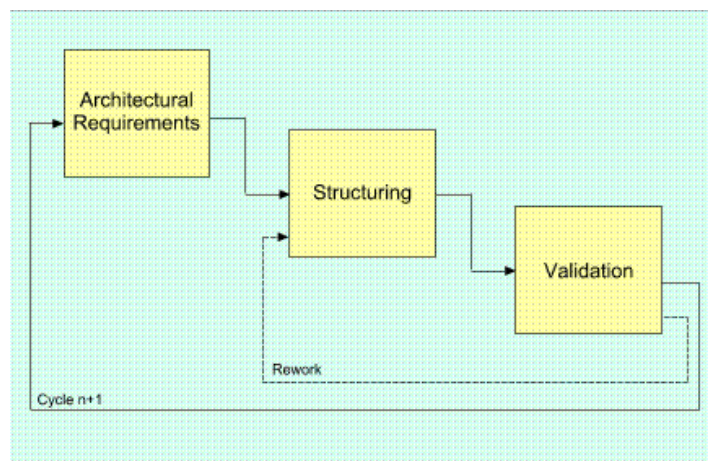 Architectural
Requirements
Structuring
Validation
Rework
Cycle n+1